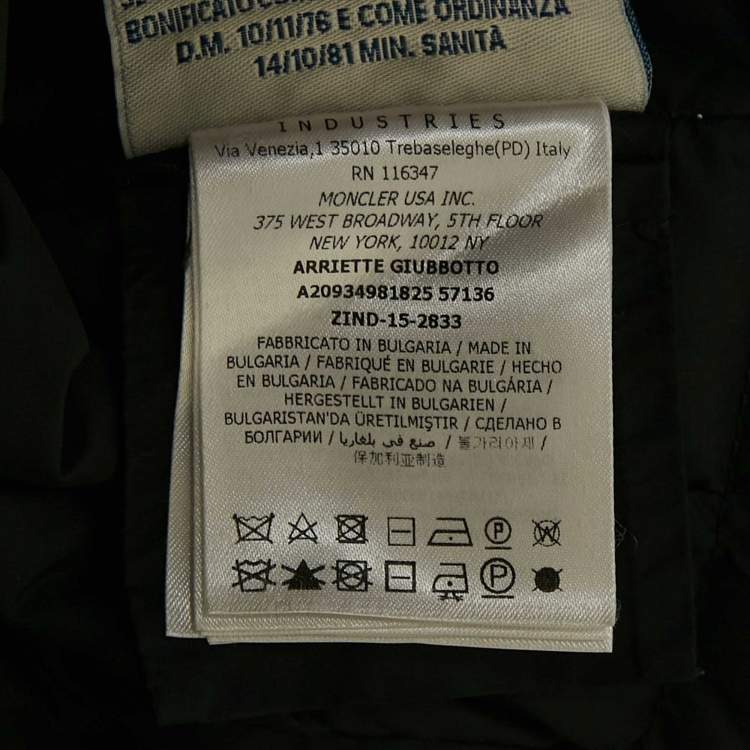 BONIFICATO COME ORDINANZA
D.M. 10/11/76 E COME ORDINANZA
14/10/81 MIN. SANITÀ
INDUSTRIES
Via Venezia,1 35010 Trebaseleghe(PD) Italy
RN 116347
MONCLER USA INC.
375 WEST BROADWAY, 5TH FLOOR
NEW YORK, 10012 NY
ARRIETTE GIUBBOTTO
A20934981825 57136
ZIND-15-2833
FABBRICATO IN BULGARIA / MADE IN
BULGARIA / FABRIQUÉ EN BULGARIE / HECHO
EN BULGARIA / FABRICADO NA BULGÁRIA /
HERGESTELLT IN BULGARIEN /
BULGARISTAN'DA ÜRETILMIŞTIR / СДЕЛАНО В
БОЛГАРИИ / صنع في بلغاريا / 불가리아제 /
保加利亚制造